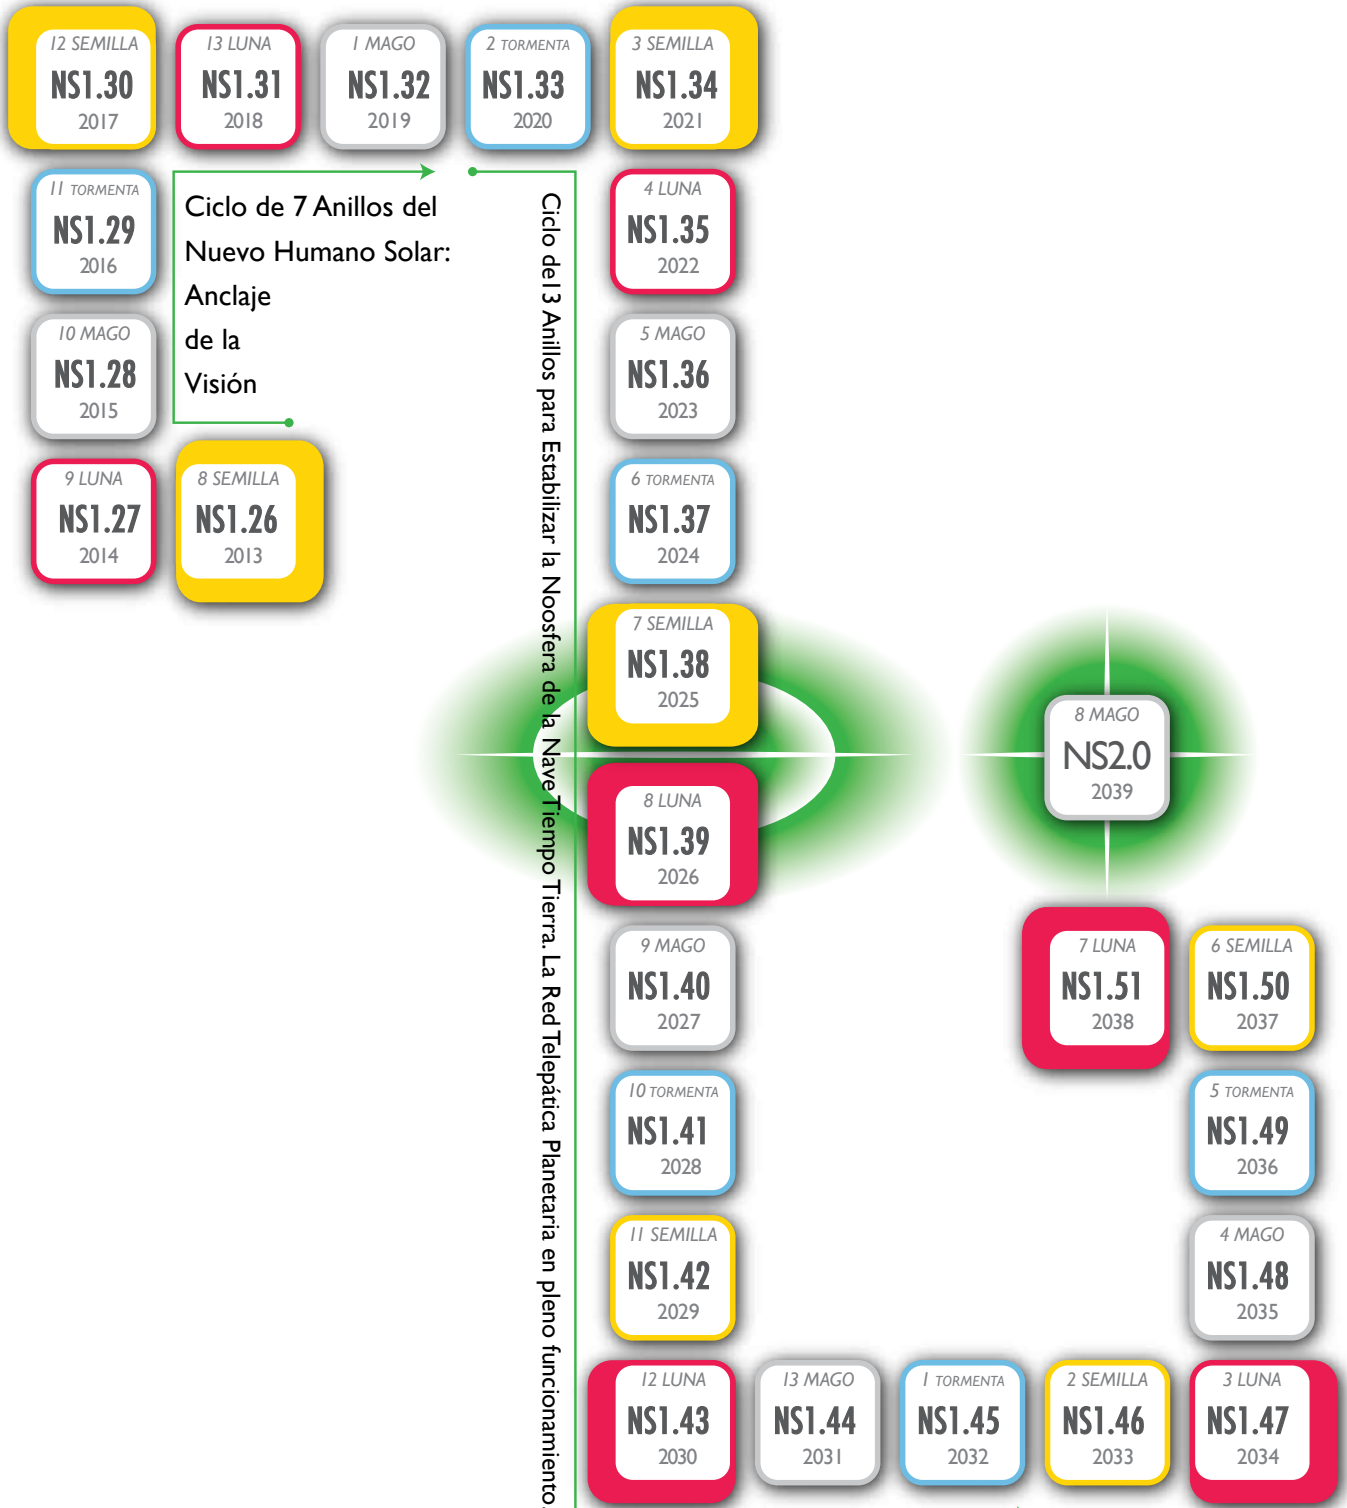 12 SEMILLA
NS1.30
2017
13 LUNA
NS1.31
2018
1 MAGO
NS1.32
2019
2 TORMENTA
NS1.33
2020
3 SEMILLA
NS1.34
2021
11 TORMENTA
NS1.29
2016
Ciclo de 7 Anillos del
Nuevo Humano Solar:
Anclaje
de la
Visión
10 MAGO
NS1.28
2015
9 LUNA
NS1.27
2014
8 SEMILLA
NS1.26
2013
Ciclo de13 Anillos para Estabilizar la Noosfera de la Nave Tiempo Tierra. La Red Telepática Planetaria en pleno funcionamiento.
4 LUNA
NS1.35
2022
5 MAGO
NS1.36
2023
6 TORMENTA
NS1.37
2024
7 SEMILLA
NS1.38
2025
8 LUNA
NS1.39
2026
9 MAGO
NS1.40
2027
10 TORMENTA
NS1.41
2028
11 SEMILLA
NS1.42
2029
12 LUNA
NS1.43
2030
13 MAGO
NS1.44
2031
1 TORMENTA
NS1.45
2032
2 SEMILLA
NS1.46
2033
3 LUNA
NS1.47
2034
4 MAGO
NS1.48
2035
5 TORMENTA
NS1.49
2036
6 SEMILLA
NS1.50
2037
7 LUNA
NS1.51
2038
8 MAGO
NS2.0
2039